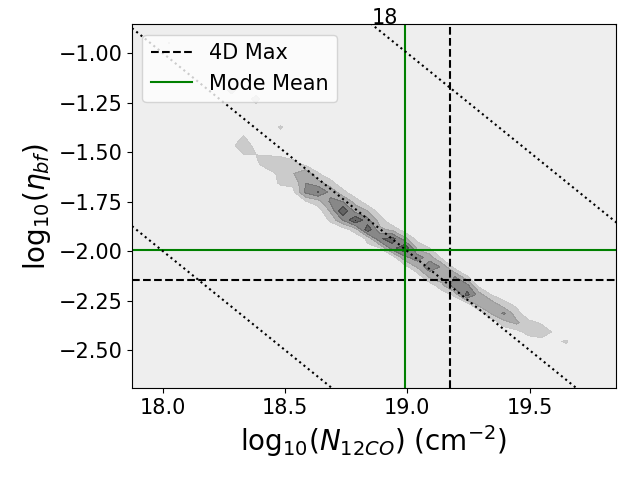 18
4D Max
Mode Mean
−1.00
−1.25
−1.50
−1.75
−2.00
−2.25
−2.50
log₁₀(η_bf)
18.0 18.5 19.0 19.5
log₁₀(N₁₂CO) (cm⁻²)